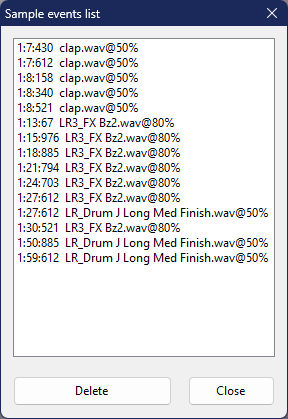 Sample events list
1:7:430 clap.wav@50%
1:7:612 clap.wav@50%
1:8:158 clap.wav@50%
1:8:340 clap.wav@50%
1:8:521 clap.wav@50%
1:13:67 LR3_FX Bz2.wav@80%
1:15:976 LR3_FX Bz2.wav@80%
1:18:885 LR3_FX Bz2.wav@80%
1:21:794 LR3_FX Bz2.wav@80%
1:24:703 LR3_FX Bz2.wav@80%
1:27:612 LR3_FX Bz2.wav@80%
1:27:612 LR_Drum J Long Med Finish.wav@50%
1:30:521 LR3_FX Bz2.wav@80%
1:50:885 LR_Drum J Long Med Finish.wav@50%
1:59:612 LR_Drum J Long Med Finish.wav@50%
Delete
Close